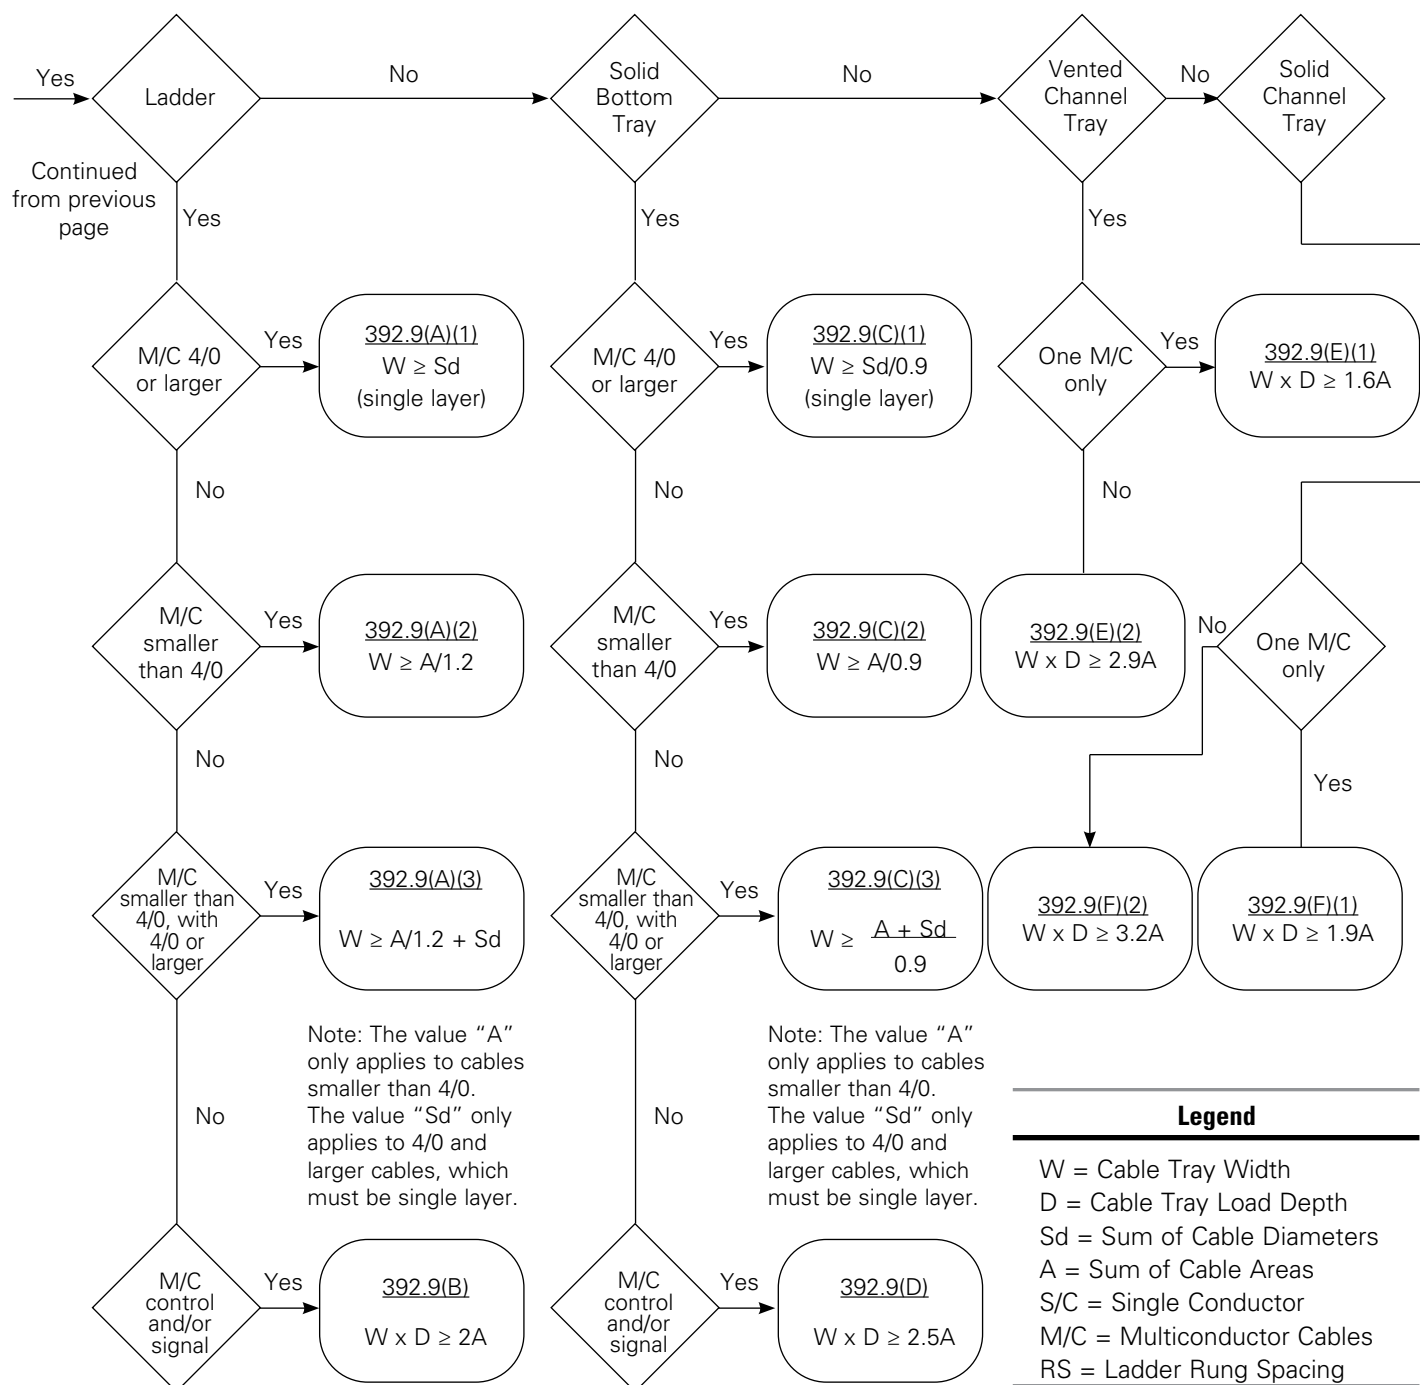 Yes
Ladder
No
Solid
Bottom
Tray
No
Vented
Channel
Tray
No
Solid
Channel
Tray
Continued
from previous
page
Yes
Yes
Yes
M/C 4/0
or larger
Yes
392.9(A)(1)
W ≥ Sd
(single layer)
M/C 4/0
or larger
Yes
392.9(C)(1)
W ≥ Sd/0.9
(single layer)
One M/C
only
Yes
392.9(E)(1)
W x D ≥ 1.6A
No
No
No
M/C
smaller
than 4/0
Yes
392.9(A)(2)
W ≥ A/1.2
M/C
smaller
than 4/0
Yes
392.9(C)(2)
W ≥ A/0.9
392.9(E)(2)
W x D ≥ 2.9A
No
One M/C
only
No
No
Yes
M/C
smaller than
4/0, with
4/0 or
larger
Yes
392.9(A)(3)
W ≥ A/1.2 + Sd
M/C
smaller than
4/0, with
4/0 or
larger
Yes
392.9(C)(3)
W ≥ A + Sd
0.9
392.9(F)(2)
W x D ≥ 3.2A
392.9(F)(1)
W x D ≥ 1.9A
No
Note: The value “A”
only applies to cables
smaller than 4/0.
The value “Sd” only
applies to 4/0 and
larger cables, which
must be single layer.
No
Note: The value “A”
only applies to cables
smaller than 4/0.
The value “Sd” only
applies to 4/0 and
larger cables, which
must be single layer.
M/C
control
and/or
signal
Yes
392.9(B)
W x D ≥ 2A
M/C
control
and/or
signal
Yes
392.9(D)
W x D ≥ 2.5A
Legend
W = Cable Tray Width
D = Cable Tray Load Depth
Sd = Sum of Cable Diameters
A = Sum of Cable Areas
S/C = Single Conductor
M/C = Multiconductor Cables
RS = Ladder Rung Spacing